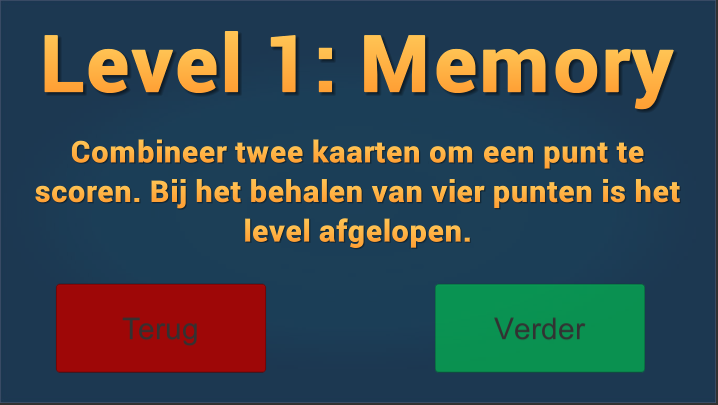 Level 1: Memory
Combineer twee kaarten om een punt te
scoren. Bij het behalen van vier punten is het
level afgelopen.
Terug
Verder